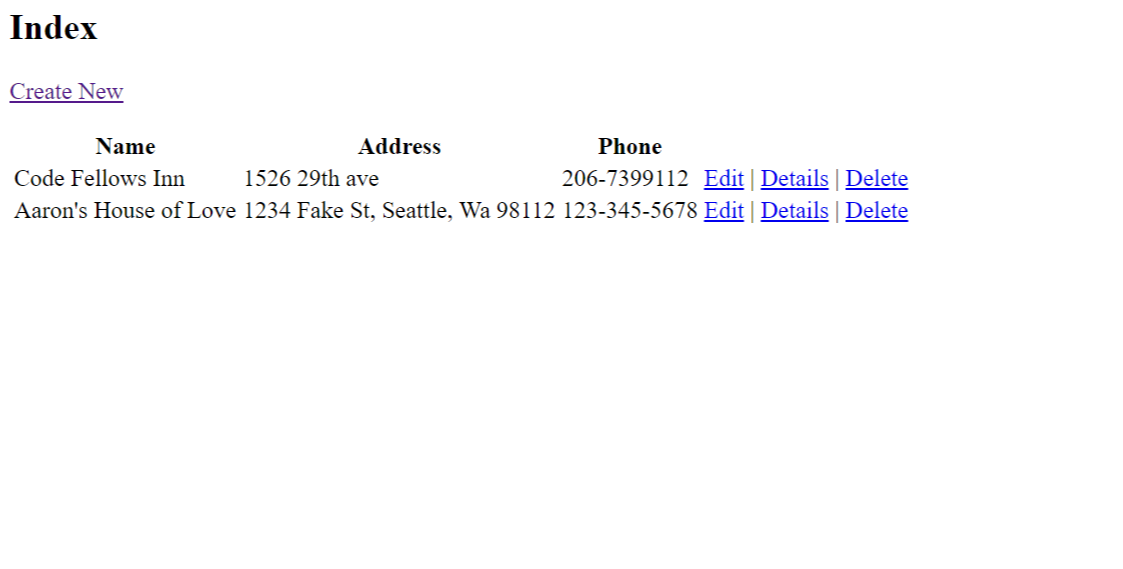 Index
Create New
Name Address Phone
Code Fellows Inn 1526 29th ave 206-7399112 Edit | Details | Delete
Aaron's House of Love 1234 Fake St, Seattle, Wa 98112 123-345-5678 Edit | Details | Delete